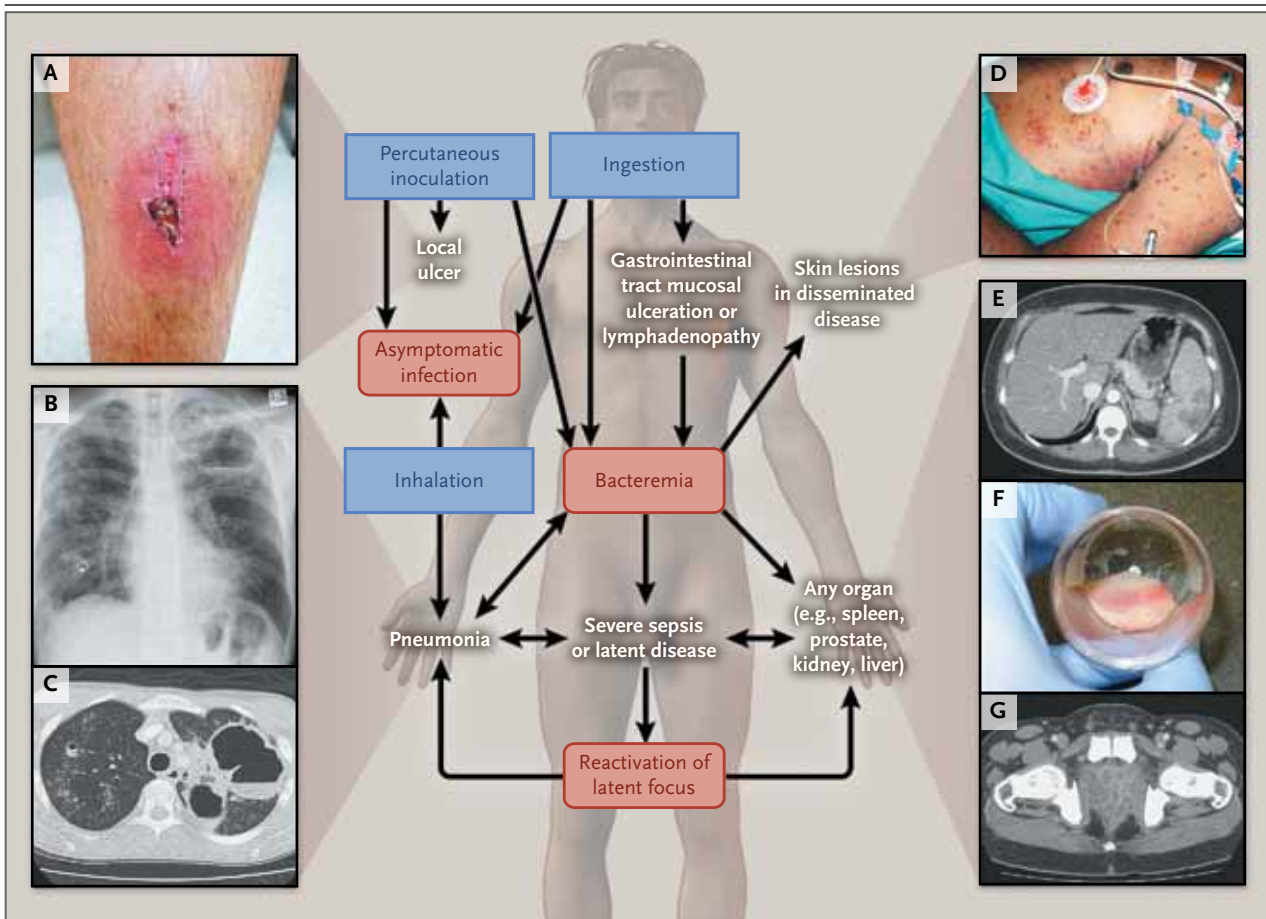 A
B
C
D
E
F
G
Percutaneous
inoculation
Ingestion
Local
ulcer
Gastrointestinal
tract mucosal
ulceration or
lymphadenopathy
Skin lesions
in disseminated
disease
Asymptomatic
infection
Inhalation
Bacteremia
Pneumonia
Severe sepsis
or latent disease
Any organ
(e.g., spleen,
prostate,
kidney, liver)
Reactivation of
latent focus